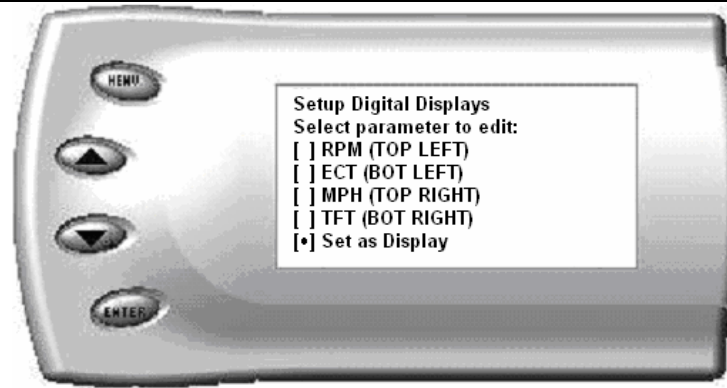 MENU
Setup Digital Displays
Select parameter to edit:
[ ] RPM (TOP LEFT)
[ ] ECT (BOT LEFT)
[ ] MPH (TOP RIGHT)
[ ] TFT (BOT RIGHT)
[•] Set as Display
ENTER